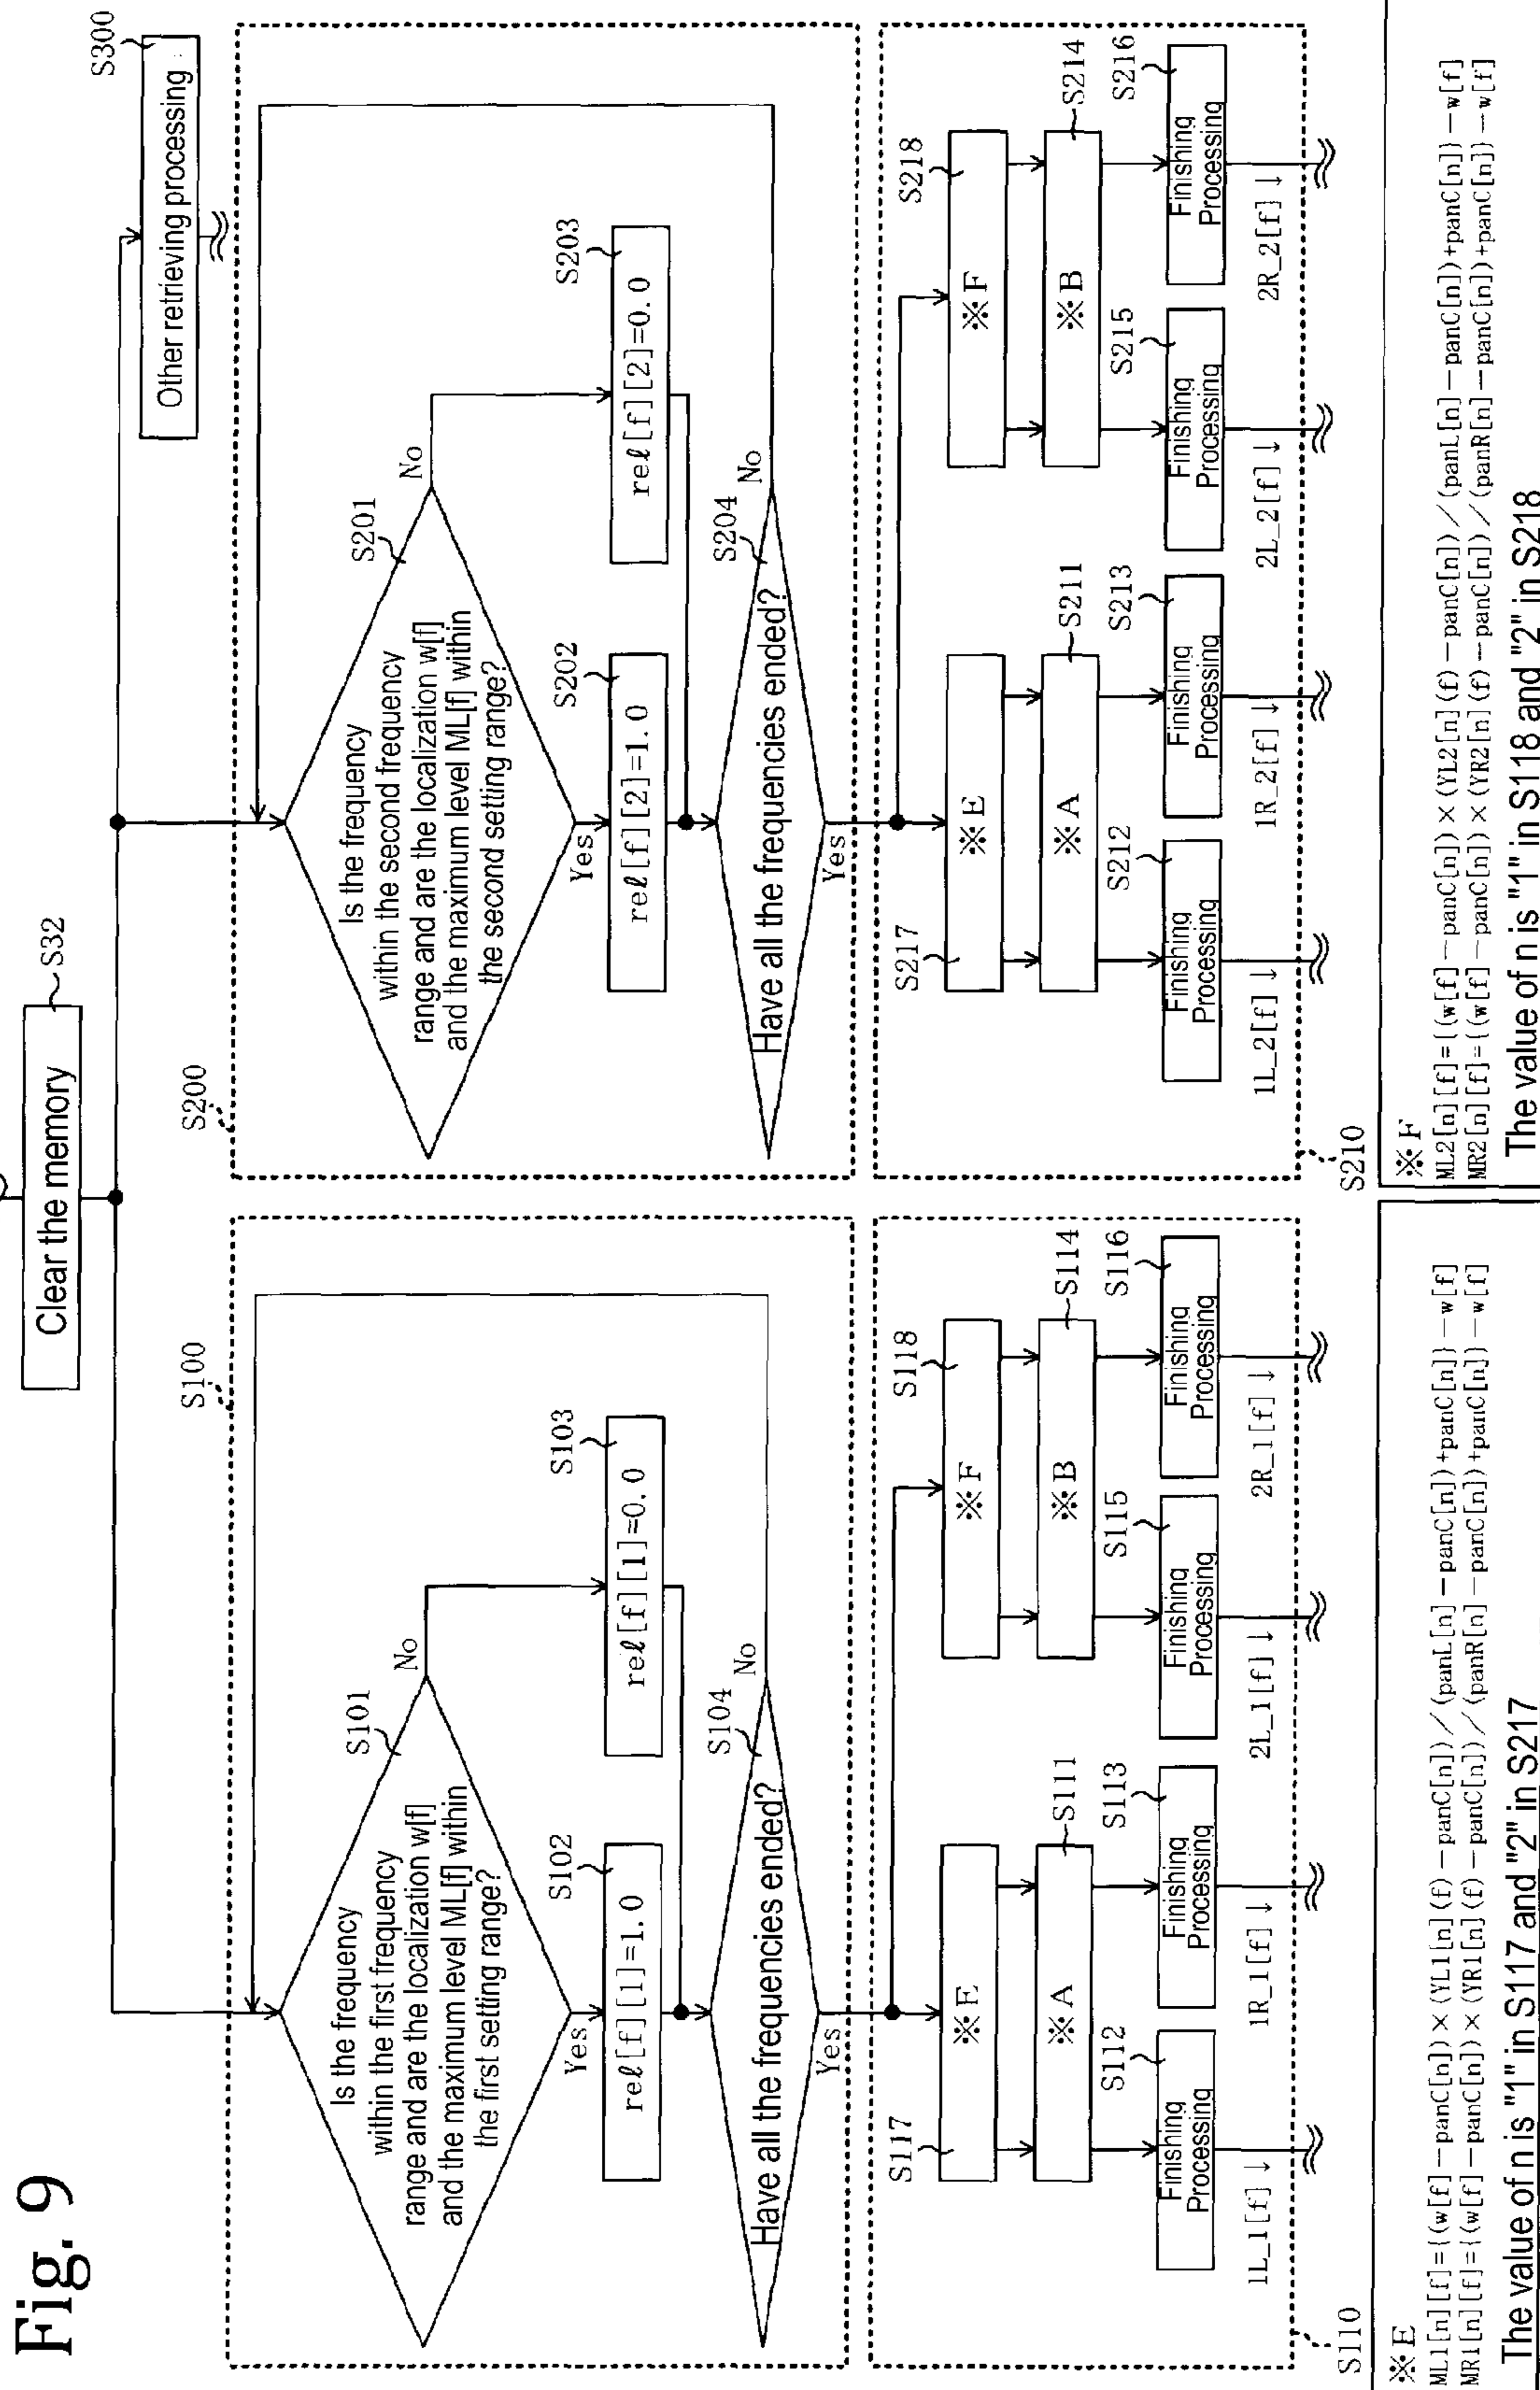 Fig. 9
Clear the memory
S32
S100
Is the frequency
within the first frequency
range and are the localization w[f]
and the maximum level ML[f] within
the first setting range?
S101
No
Yes
S102
reℓ[f][1]=1.0
S103
reℓ[f][1]=0.0
S104
Have all the frequencies ended?
No
Yes
S200
Is the frequency
within the second frequency
range and are the localization w[f]
and the maximum level ML[f] within
the second setting range?
S201
No
Yes
S202
reℓ[f][2]=1.0
S203
reℓ[f][2]=0.0
S204
Have all the frequencies ended?
No
Yes
S300
Other retrieving processing
S110
S117
※E
※A
S111
S112
Finishing
Processing
1L_1[f]↓
S113
Finishing
Processing
1R_1[f]↓
S118
※F
※B
S114
S115
Finishing
Processing
2L_1[f]↓
S116
Finishing
Processing
2R_1[f]↓
S210
S217
※E
※A
S211
S212
Finishing
Processing
1L_2[f]↓
S213
Finishing
Processing
1R_2[f]↓
S218
※F
※B
S214
S215
Finishing
Processing
2L_2[f]↓
S216
Finishing
Processing
2R_2[f]↓
※E
ML1[n][f]={(w[f]−panC[n])×(YL1[n](f)−panC[n])／(panL[n]−panC[n])+panC[n]}−w[f]
MR1[n][f]={(w[f]−panC[n])×(YR1[n](f)−panC[n])／(panR[n]−panC[n])+panC[n]}−w[f]
The value of n is "1" in S117 and "2" in S217
※F
ML2[n][f]={(w[f]−panC[n])×(YL2[n](f)−panC[n])／(panL[n]−panC[n])+panC[n]}−w[f]
MR2[n][f]={(w[f]−panC[n])×(YR2[n](f)−panC[n])／(panR[n]−panC[n])+panC[n]}−w[f]
The value of n is "1" in S118 and "2" in S218